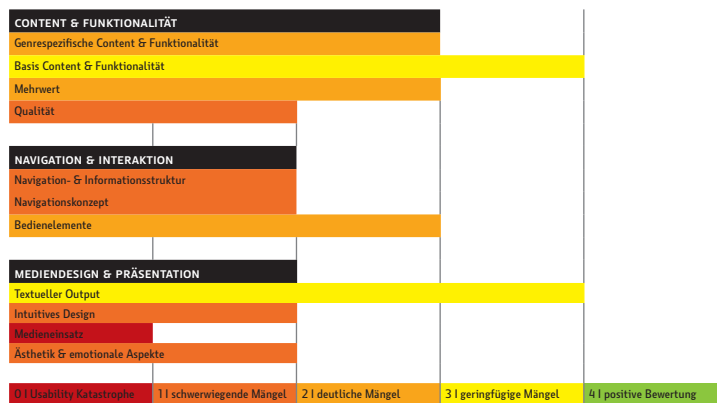 CONTENT & FUNKTIONALITÄT
Genrespezifische Content & Funktionalität
Basis Content & Funktionalität
Mehrwert
Qualität
NAVIGATION & INTERAKTION
Navigation- & Informationsstruktur
Navigationskonzept
Bedienelemente
MEDIENDESIGN & PRÄSENTATION
Textueller Output
Intuitives Design
Medieneinsatz
Ästhetik & emotionale Aspekte
0 I Usability Katastrophe 1 I schwerwiegende Mängel 2 I deutliche Mängel 3 I geringfügige Mängel 4 I positive Bewertung